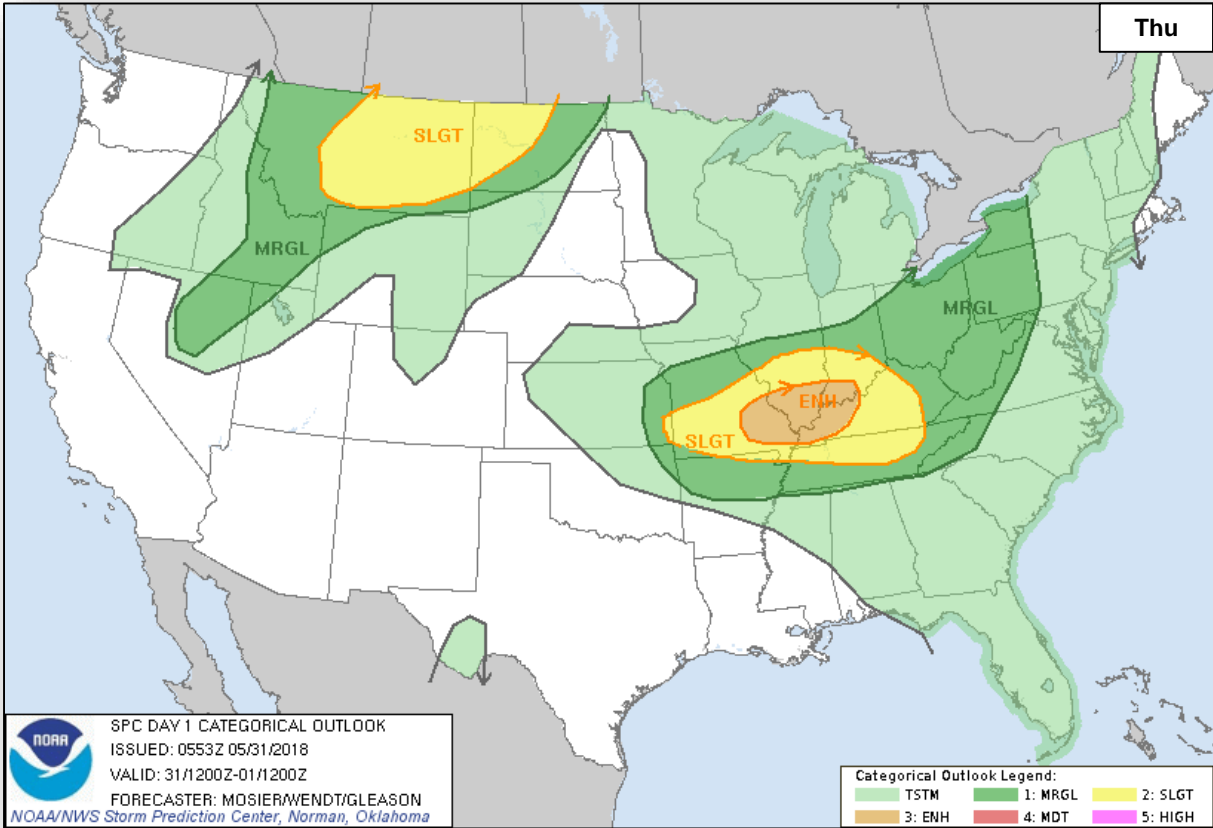 Thu
SLGT
MRGL
MRGL
ENH
SLGT
NOAA
SPC DAY 1 CATEGORICAL OUTLOOK
ISSUED: 0553Z 05/31/2018
VALID: 31/1200Z-01/1200Z
FORECASTER: MOSIER/WENDT/GLEASON
NOAA/NWS Storm Prediction Center, Norman, Oklahoma
Categorical Outlook Legend:
TSTM 1: MRGL 2: SLGT
3: ENH 4: MDT 5: HIGH